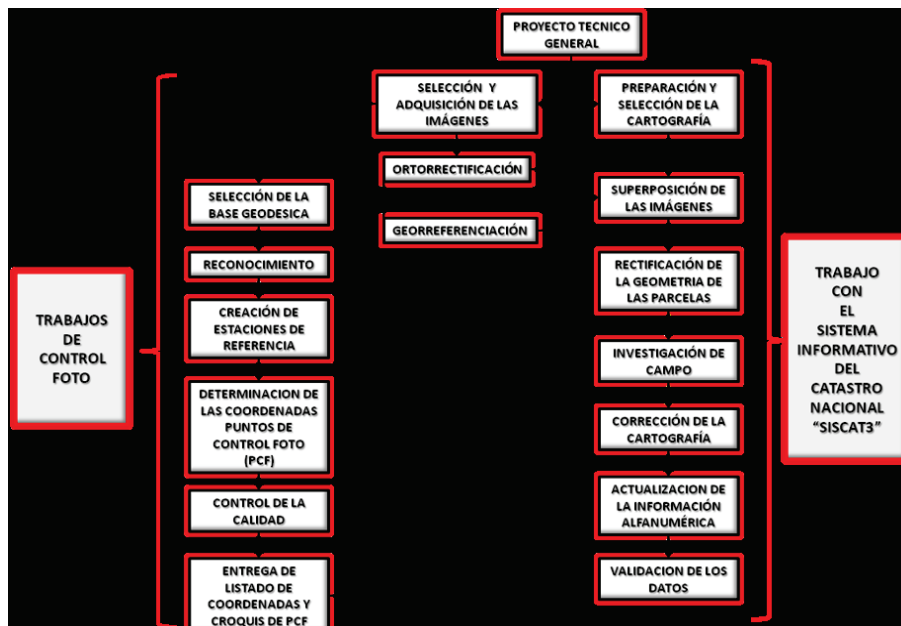 PROYECTO TECNICO
GENERAL
SELECCIÓN Y
ADQUISICIÓN DE LAS
IMÁGENES
ORTORRECTIFICACIÓN
GEORREFERENCIACIÓN
PREPARACIÓN Y
SELECCIÓN DE LA
CARTOGRAFÍA
SUPERPOSICIÓN DE
LAS IMÁGENES
RECTIFICACIÓN DE
LA GEOMETRIA DE
LAS PARCELAS
INVESTIGACIÓN DE
CAMPO
CORRECCIÓN DE LA
CARTOGRAFÍA
ACTUALIZACION DE
LA INFORMACIÓN
ALFANUMÉRICA
VALIDACION DE LOS
DATOS
SELECCIÓN DE LA
BASE GEODESICA
RECONOCIMIENTO
CREACIÓN DE
ESTACIONES DE
REFERENCIA
DETERMINACION DE
LAS COORDENADAS
PUNTOS DE
CONTROL FOTO
(PCF)
CONTROL DE LA
CALIDAD
ENTREGA DE
LISTADO DE
COORDENADAS Y
CROQUIS DE PCF
TRABAJOS
DE
CONTROL
FOTO
TRABAJO
CON
EL
SISTEMA
INFORMATIVO
DEL
CATASTRO
NACIONAL
"SISCAT3"